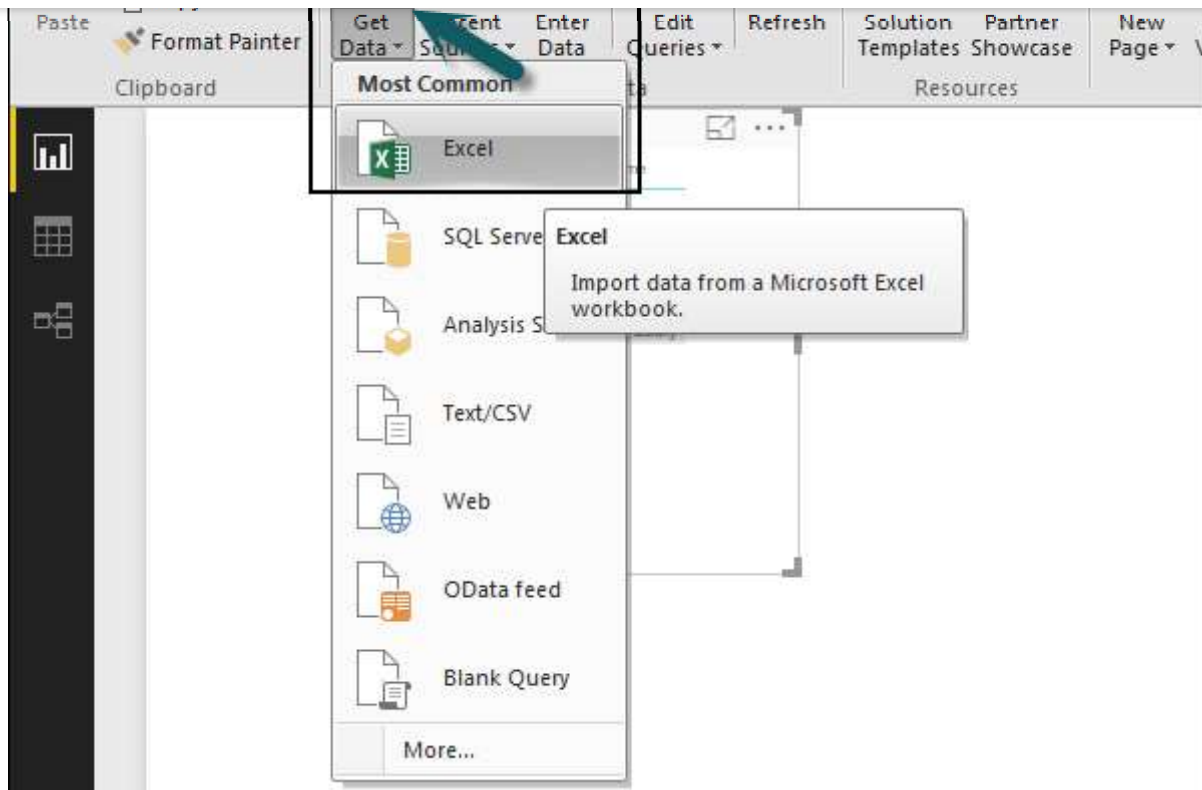 Paste
Format Painter
Clipboard
Get Data
Enter Data
Edit Queries
Refresh
Solution Templates
Partner Showcase
New Page
Resources
Most Common
Excel
SQL Serve
Excel
Import data from a Microsoft Excel
workbook.
Analysis S
Text/CSV
Web
OData feed
Blank Query
More...